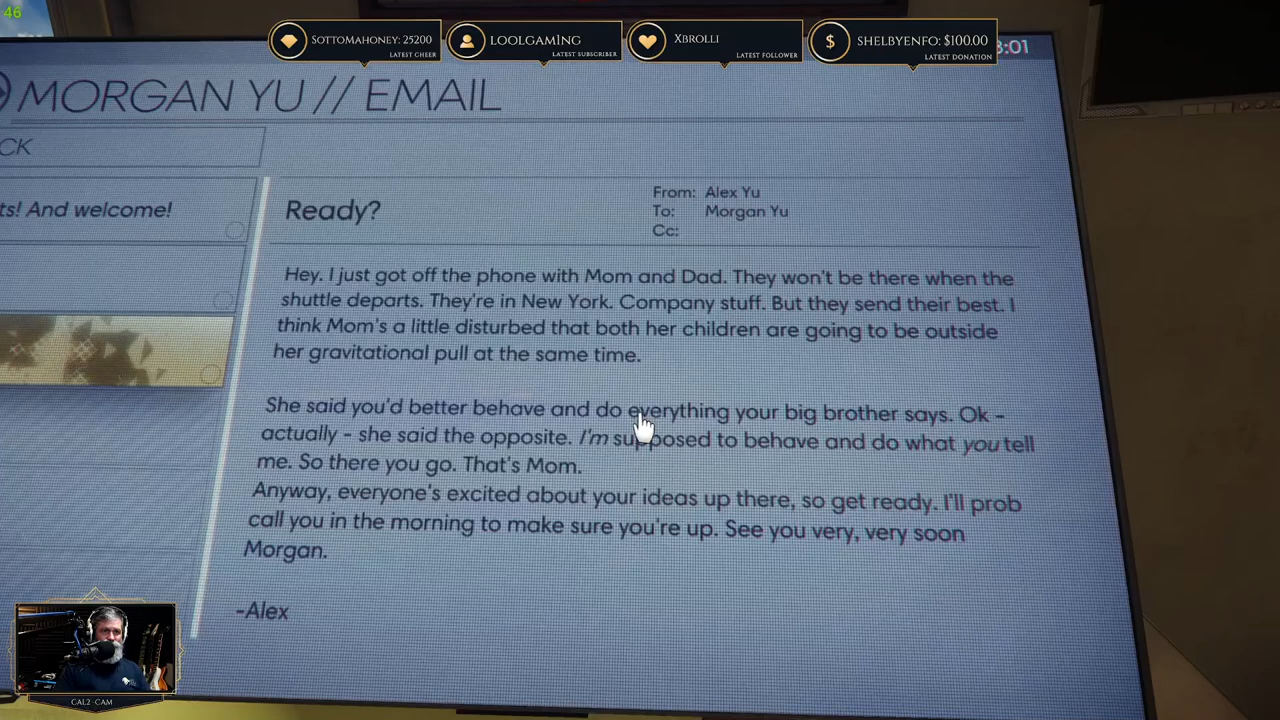 46
SOTTOMAHONEY: 25200
LATEST CHEER
LOOLGAMING
LATEST SUBSCRIBER
XBROLLI
LATEST FOLLOWER
$
SHELBYENFO: $100.00
LATEST DONATION
:01
MORGAN YU // EMAIL
CK
ts! And welcome!
Ready?
From: Alex Yu
To: Morgan Yu
Cc:
Hey. I just got off the phone with Mom and Dad. They won't be there when the
shuttle departs. They're in New York. Company stuff. But they send their best. I
think Mom's a little disturbed that both her children are going to be outside
her gravitational pull at the same time.
She said you'd better behave and do everything your big brother says. Ok -
actually - she said the opposite. I'm supposed to behave and do what you tell
me. So there you go. That's Mom.
Anyway, everyone's excited about your ideas up there, so get ready. I'll prob
call you in the morning to make sure you're up. See you very, very soon
Morgan.
-Alex
CAL2-CAM